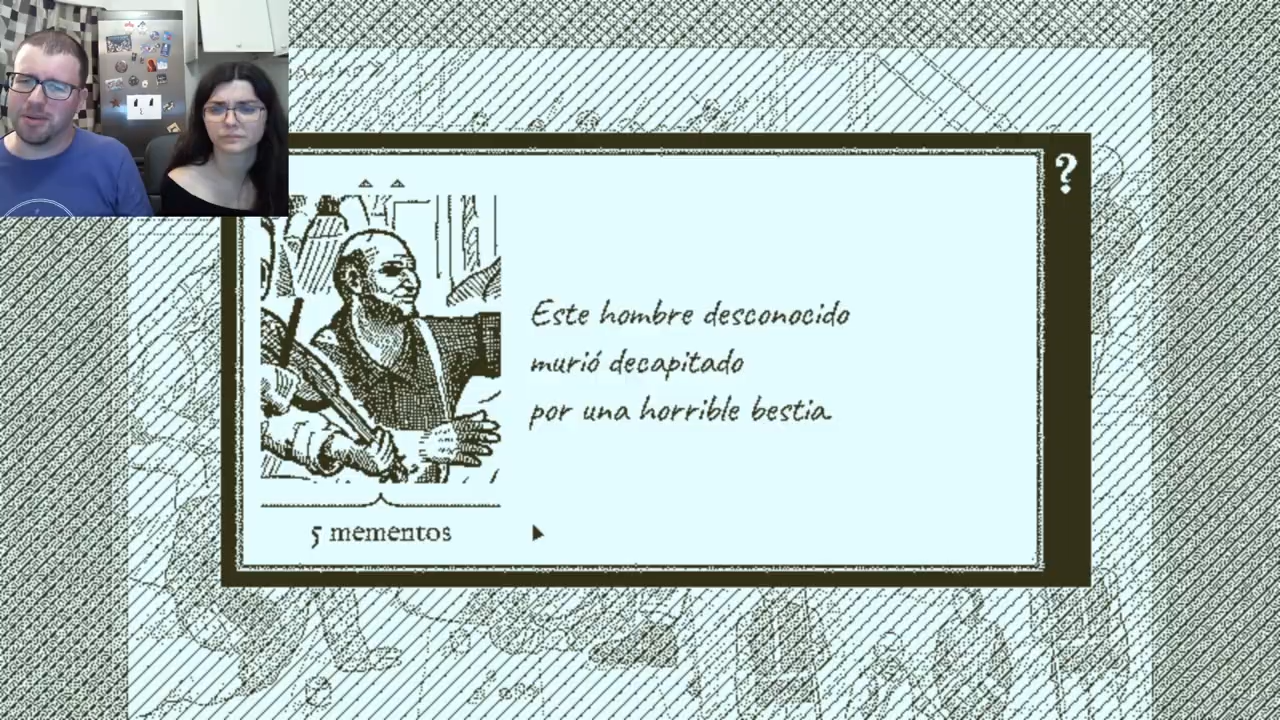 ?
Este hombre desconocido
murió decapitado
por una horrible bestia.
5 mementos